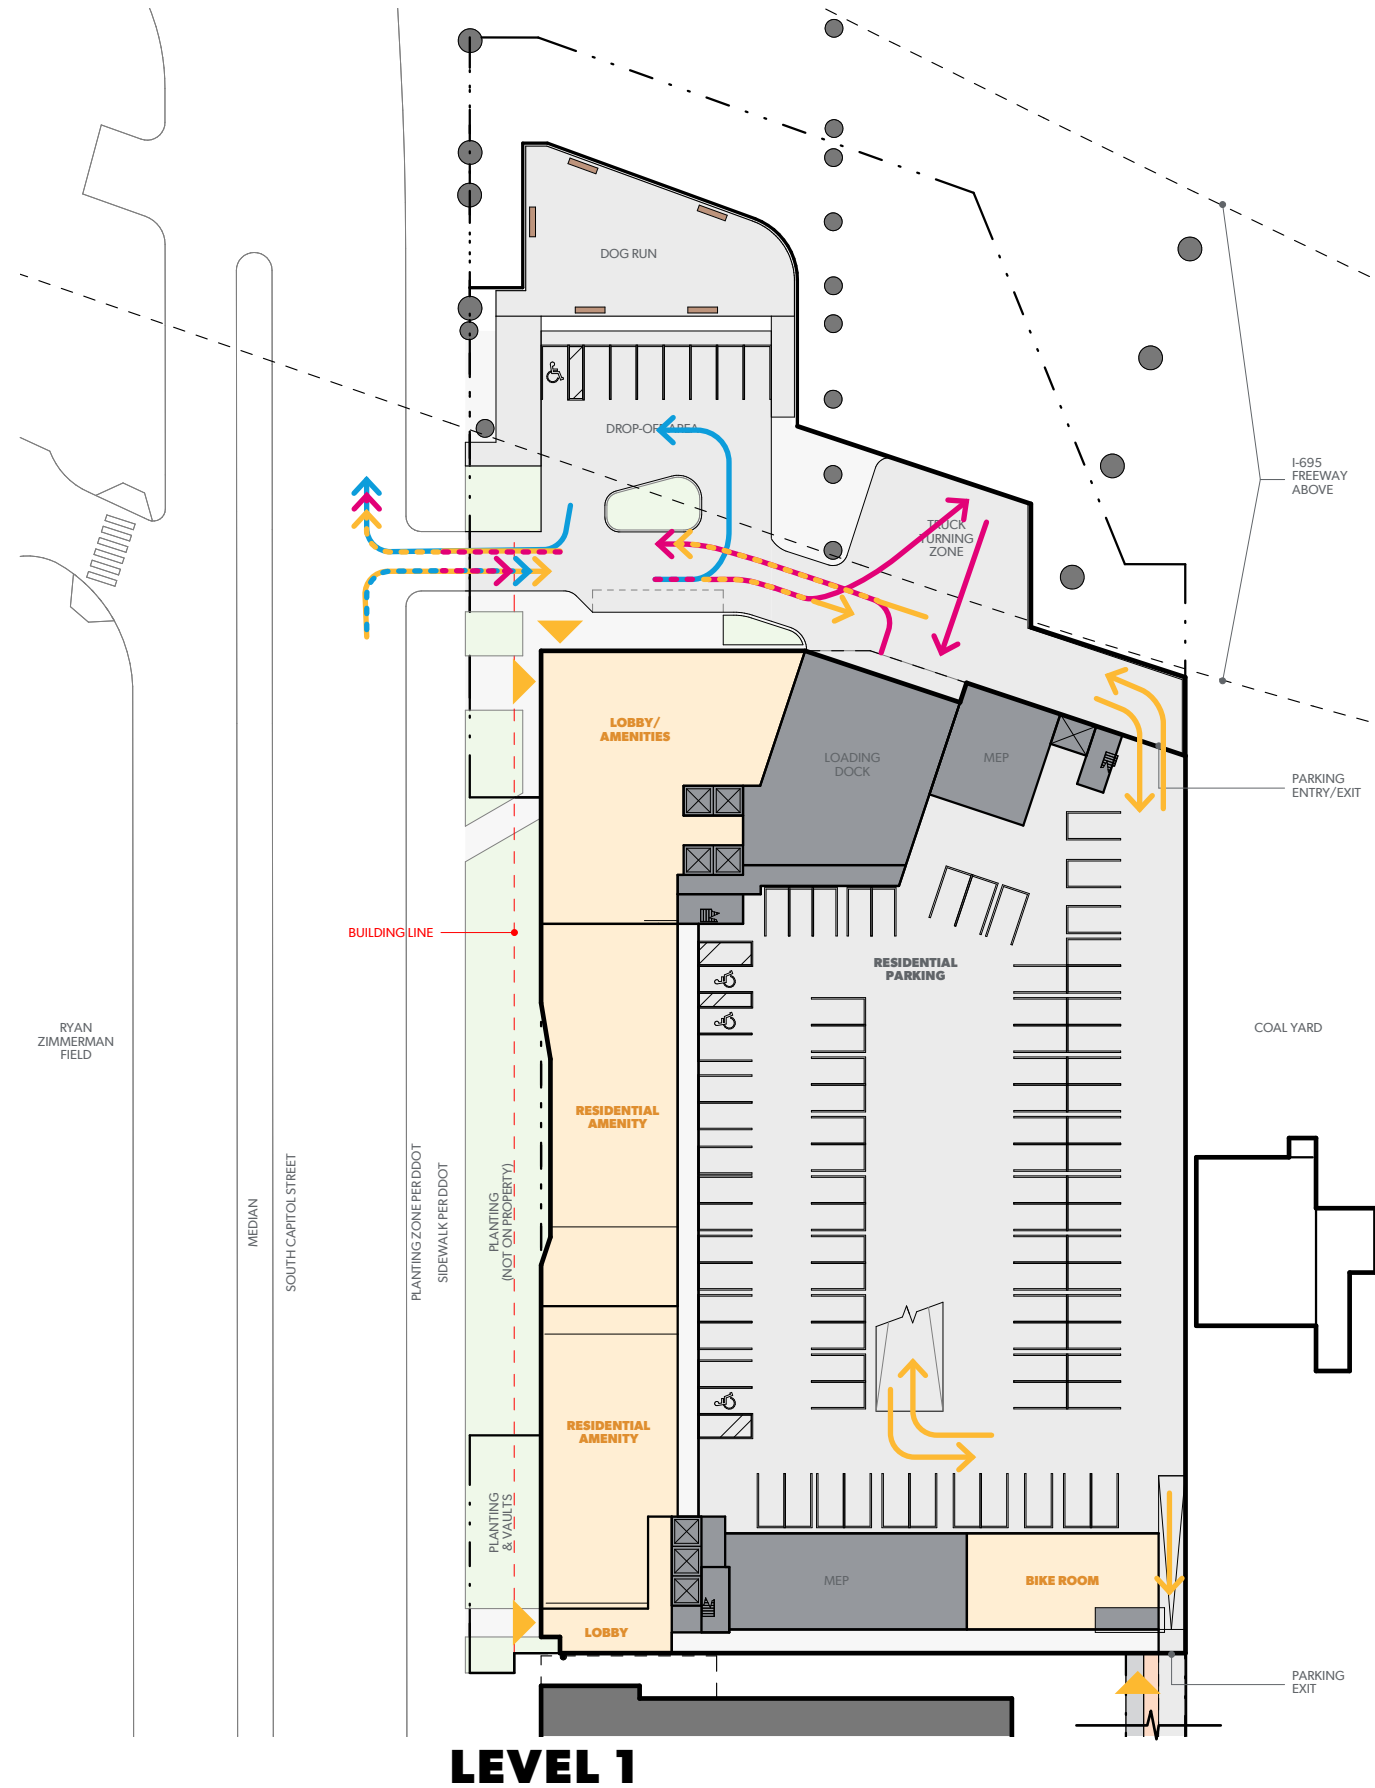 DOG RUN
DROP-OFF AREA
I-695
FREEWAY
ABOVE
TRUCK
TURNING
ZONE
LOBBY/
AMENITIES
LOADING
DOCK
MEP
PARKING
ENTRY/EXIT
BUILDING LINE
RESIDENTIAL
PARKING
RYAN
ZIMMERMAN
FIELD
COAL YARD
RESIDENTIAL
AMENITY
MEDIAN
SOUTH CAPITOL STREET
PLANTING ZONE PER DDOT
SIDEWALK PER DDOT
PLANTING
(NOT ON PROPERTY)
RESIDENTIAL
AMENITY
PLANTING
& VAULTS
MEP
BIKE ROOM
LOBBY
PARKING
EXIT
LEVEL 1